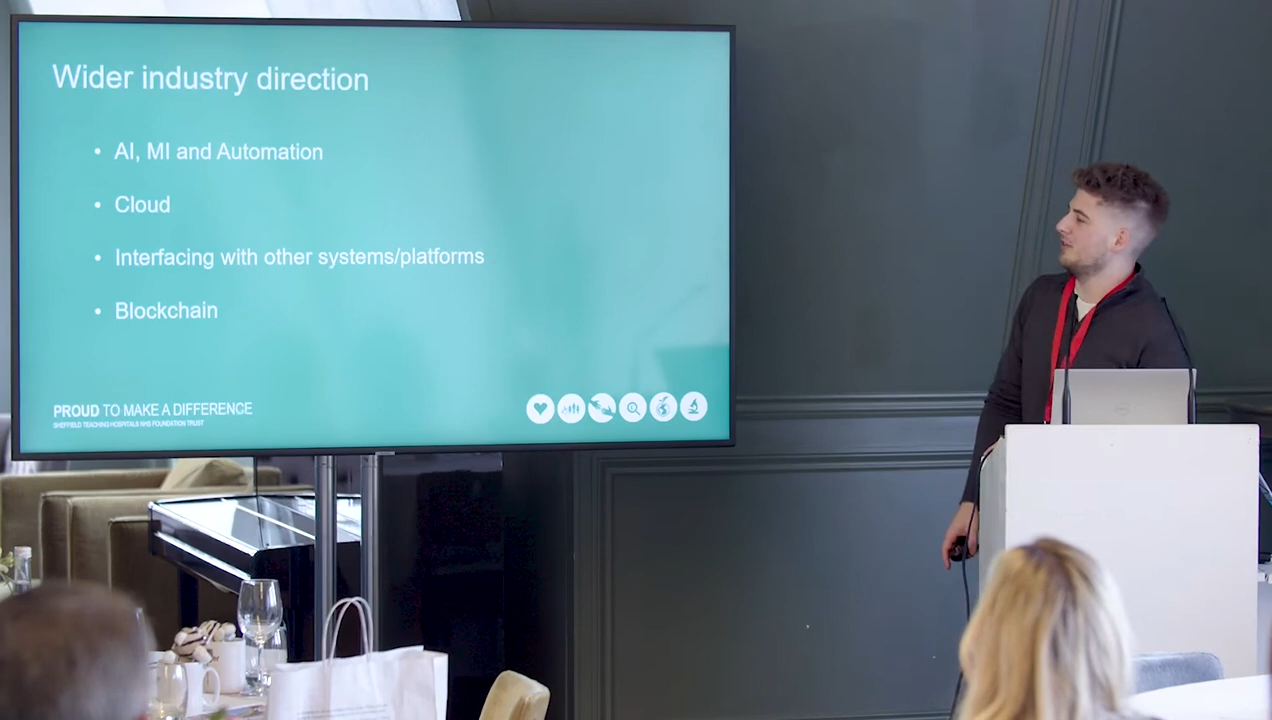 Wider industry direction
• AI, MI and Automation
• Cloud
• Interfacing with other systems/platforms
• Blockchain
PROUD TO MAKE A DIFFERENCE
SHEFFIELD TEACHING HOSPITALS NHS FOUNDATION TRUST